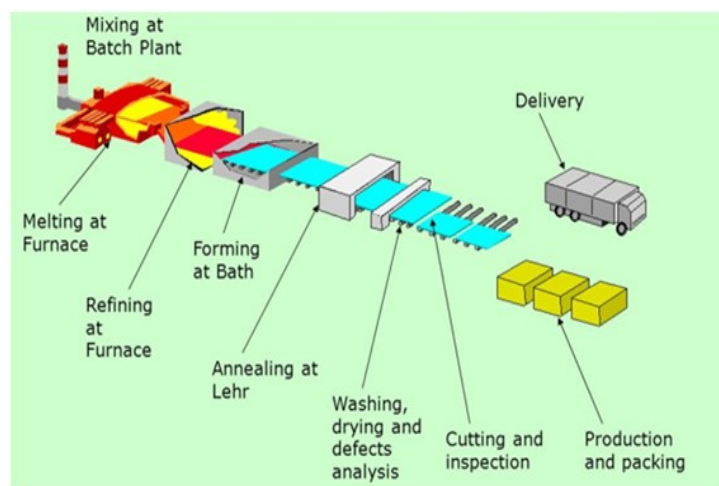 Mixing at
Batch Plant
Delivery
Melting at
Furnace
Forming
at Bath
Refining
at
Furnace
Annealing at
Lehr
Washing,
drying and
defects
analysis
Cutting and
inspection
Production
and packing